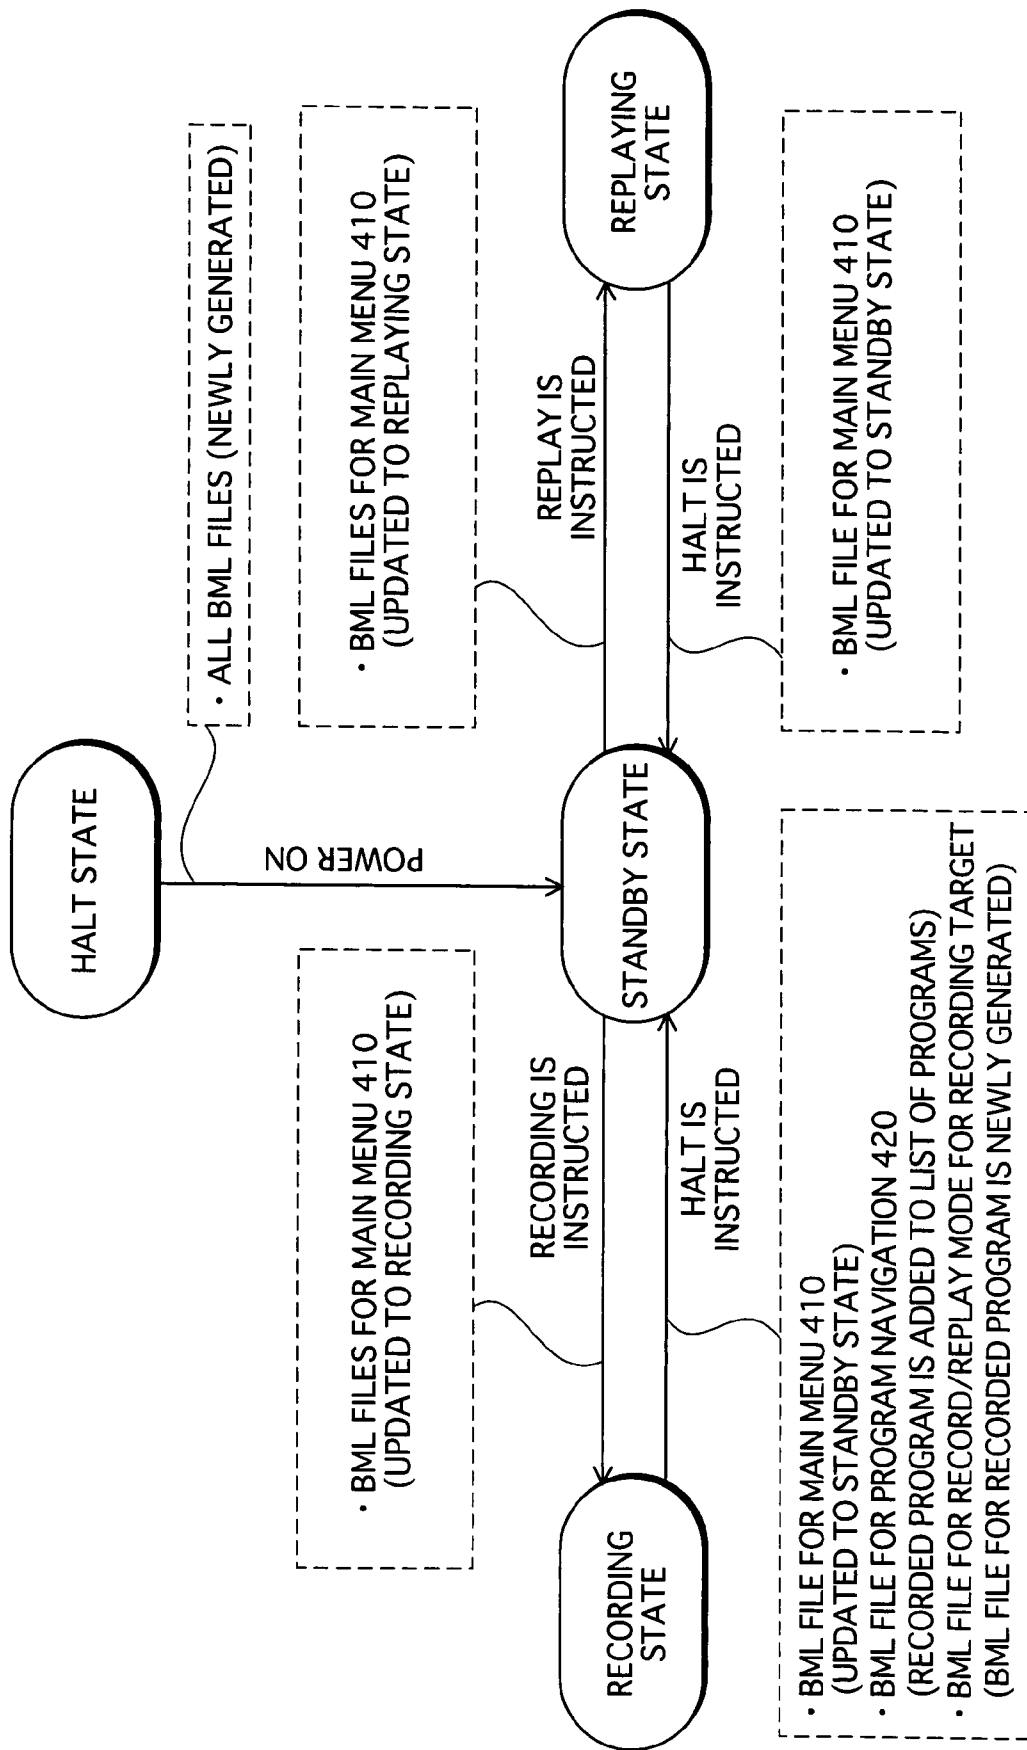 HALT STATE
POWER ON
· ALL BML FILES (NEWLY GENERATED)
· BML FILES FOR MAIN MENU 410
(UPDATED TO RECORDING STATE)
· BML FILES FOR MAIN MENU 410
(UPDATED TO REPLAYING STATE)
RECORDING IS
INSTRUCTED
REPLAY IS
INSTRUCTED
RECORDING
STATE
STANDBY STATE
REPLAYING
STATE
HALT IS
INSTRUCTED
HALT IS
INSTRUCTED
· BML FILE FOR MAIN MENU 410
(UPDATED TO STANDBY STATE)
· BML FILE FOR PROGRAM NAVIGATION 420
(RECORDED PROGRAM IS ADDED TO LIST OF PROGRAMS)
· BML FILE FOR RECORD/REPLAY MODE FOR RECORDING TARGET
(BML FILE FOR RECORDED PROGRAM IS NEWLY GENERATED)
· BML FILE FOR MAIN MENU 410
(UPDATED TO STANDBY STATE)